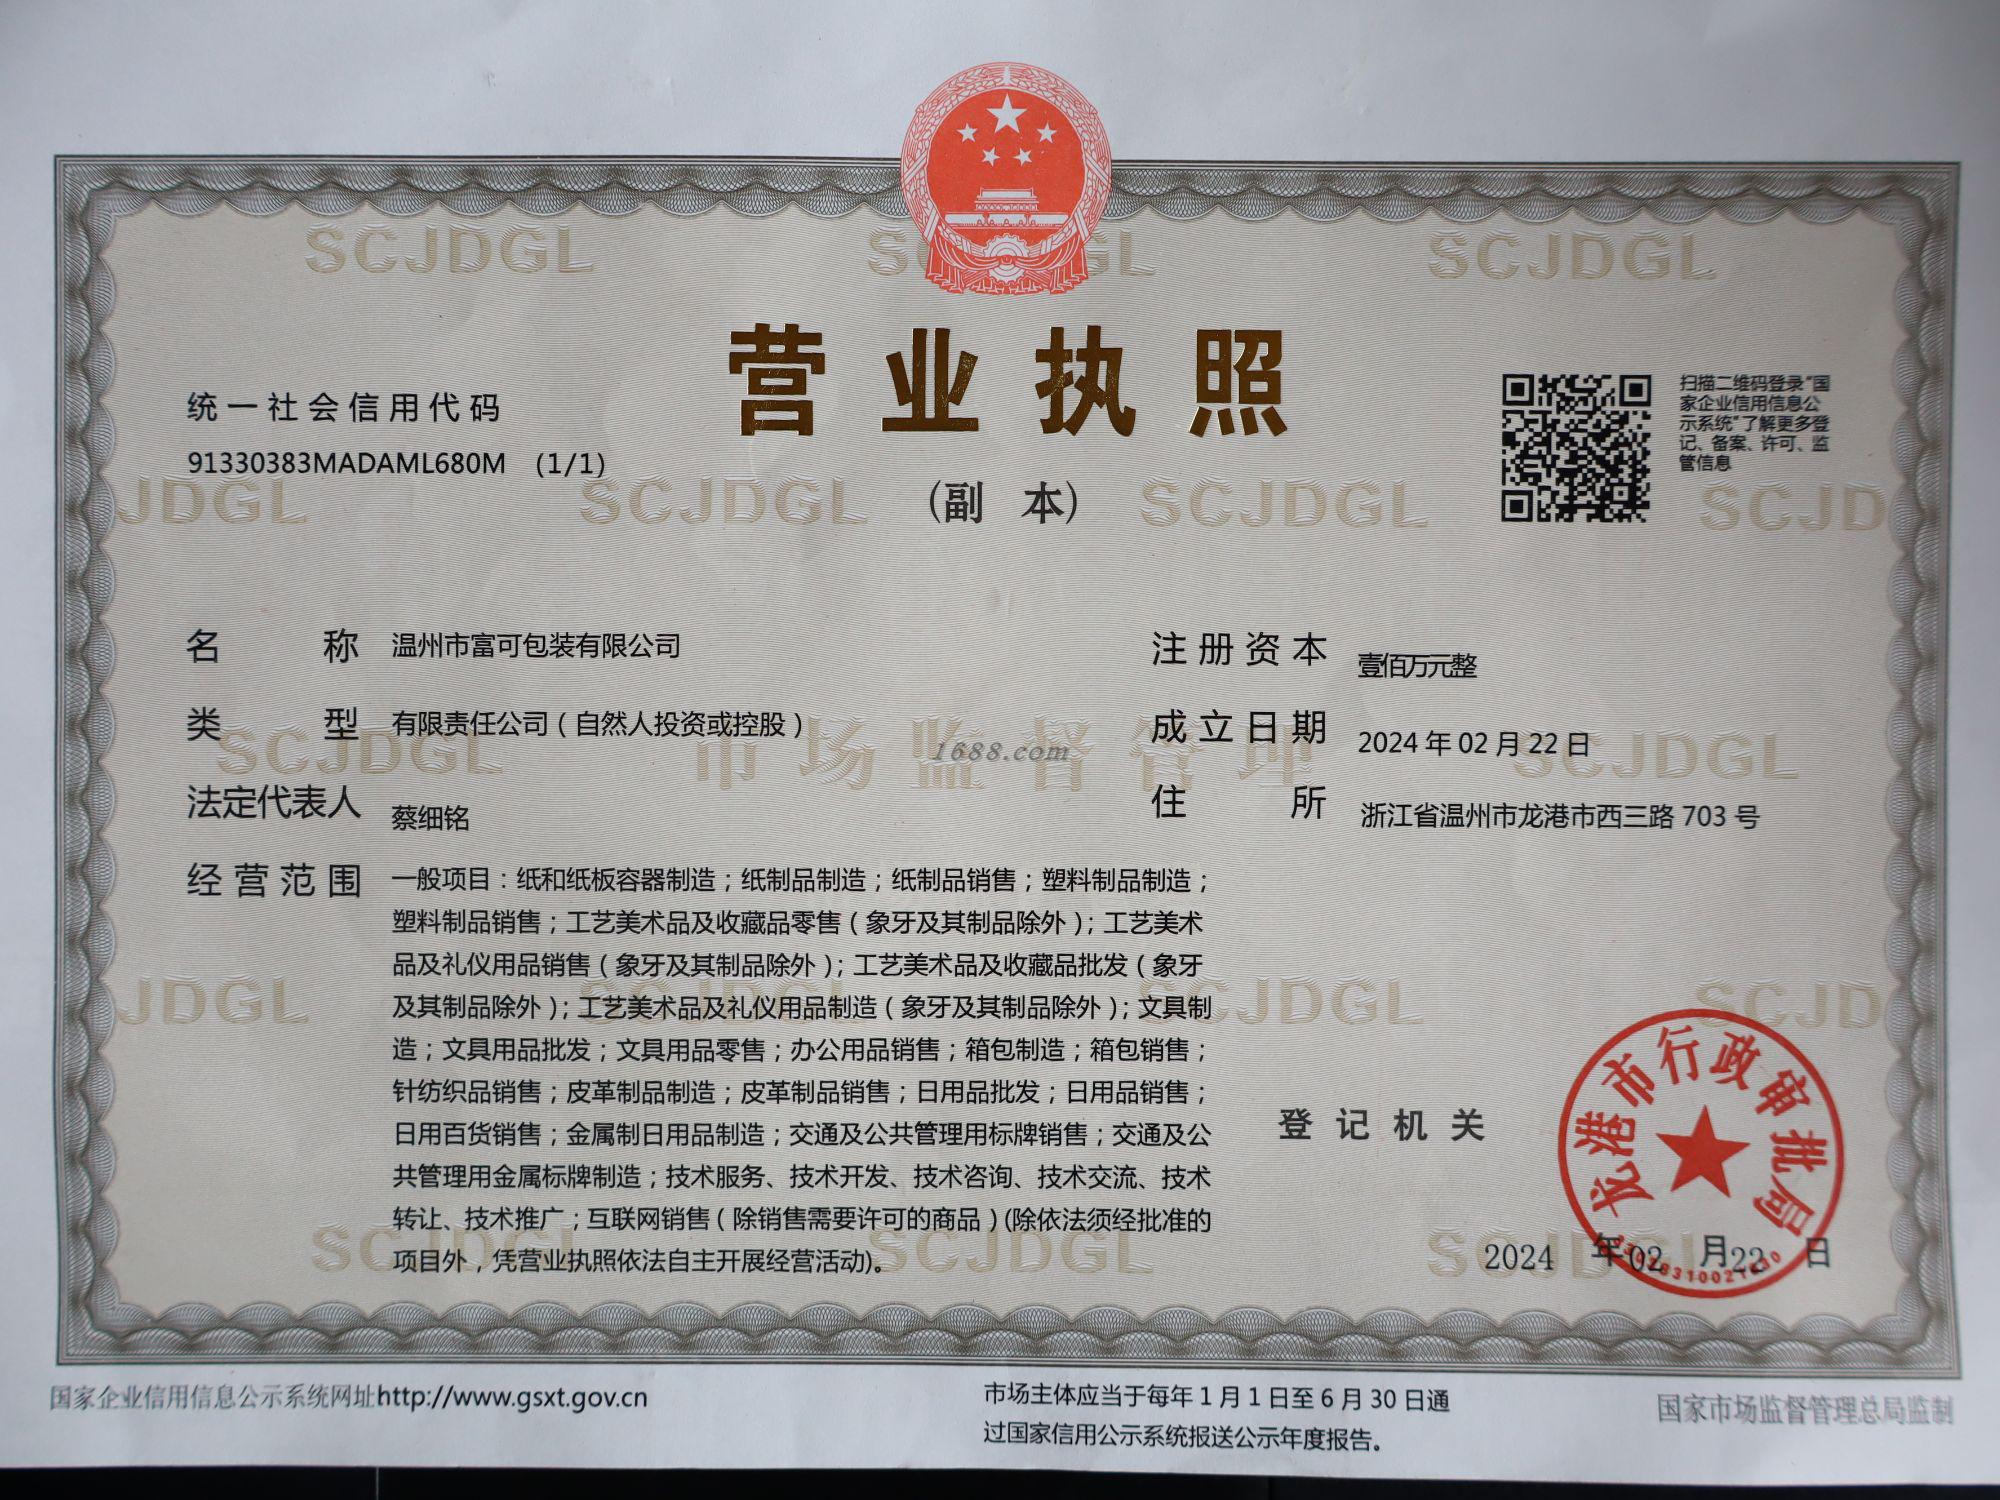 营业执照
(副 本)
统一社会信用代码
91330383MADAML680M (1/1)
扫描二维码登录“国
家企业信用信息公
示系统”了解更多登
记、备案、许可、监
管信息
名 称 温州市富可包装有限公司
类 型 有限责任公司（自然人投资或控股）
法定代表人 蔡细铭
经营范围 一般项目：纸和纸板容器制造；纸制品制造；纸制品销售；塑料制品制造；
塑料制品销售；工艺美术品及收藏品零售（象牙及其制品除外）；工艺美术
品及礼仪用品销售（象牙及其制品除外）；工艺美术品及收藏品批发（象牙
及其制品除外）；工艺美术品及礼仪用品制造（象牙及其制品除外）；文具制
造；文具用品批发；文具用品零售；办公用品销售；箱包制造；箱包销售；
针纺织品销售；皮革制品制造；皮革制品销售；日用品批发；日用品销售；
日用百货销售；金属制日用品制造；交通及公共管理用标牌销售；交通及公
共管理用金属标牌制造；技术服务、技术开发、技术咨询、技术交流、技术
转让、技术推广；互联网销售（除销售需要许可的商品）(除依法须经批准的
项目外，凭营业执照依法自主开展经营活动)。
注册资本 壹佰万元整
成立日期 2024 年 02 月 22 日
住 所 浙江省温州市龙港市西三路 703 号
登记机关
龙港市行政审批局
2024 年 02 月 22 日
SCJDGL
市场监督管理
1688.com
国家企业信用信息公示系统网址http://www.gsxt.gov.cn
市场主体应当于每年 1 月 1 日至 6 月 30 日通
过国家信用公示系统报送公示年度报告。
国家市场监督管理总局监制